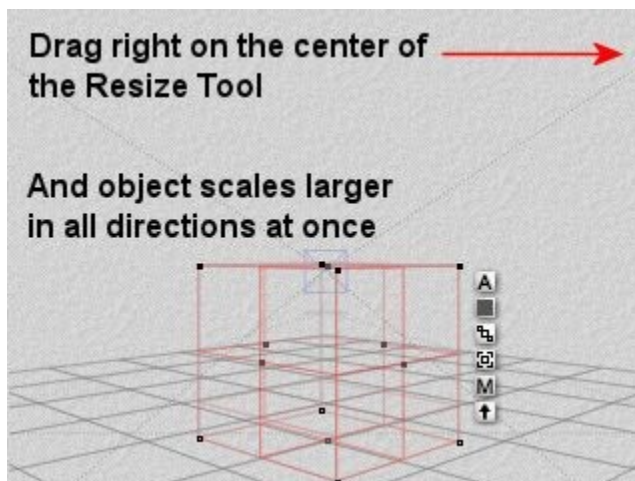 Drag right on the center of
the Resize Tool
And object scales larger
in all directions at once
A
M